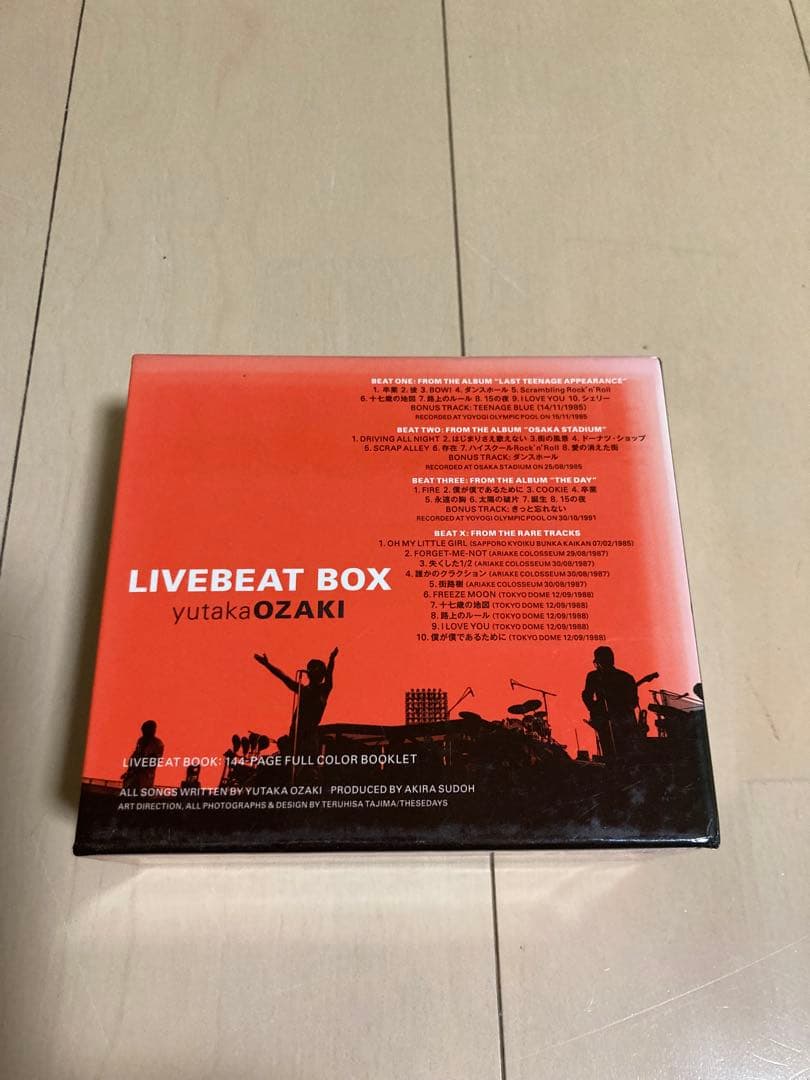 BEAT ONE: FROM THE ALBUM "LAST TEENAGE APPEARANCE"
1. 卒業 2. 彼 3. BOW! 4. ダンスホール 5. Scrambling Rock'n'Roll
6. 十七歳の地図 7. 路上のルール 8. 15の夜 9. I LOVE YOU 10. シェリー
BONUS TRACK: TEENAGE BLUE (14/11/1985)
RECORDED AT YOYOGI OLYMPIC POOL ON 15/11/1985
BEAT TWO: FROM THE ALBUM "OSAKA STADIUM"
1. DRIVING ALL NIGHT 2. はじまりさえ歌えない 3. 街の風景 4. ドーナツ・ショップ
5. SCRAP ALLEY 6. 存在 7. ハイスクールRock'n'Roll 8. 愛の消えた街
BONUS TRACK: ダンスホール
RECORDED AT OSAKA STADIUM ON 25/08/1985
BEAT THREE: FROM THE ALBUM "THE DAY"
1. FIRE 2. 僕が僕であるために 3. COOKIE 4. 卒業
5. 永遠の胸 6. 太陽の破片 7. 誕生 8. 15の夜
BONUS TRACK: きっと忘れない
RECORDED AT YOYOGI OLYMPIC POOL ON 30/10/1991
BEAT X: FROM THE RARE TRACKS
1. OH MY LITTLE GIRL (SAPPORO KYOIKU BUNKA KAIKAN 07/02/1985)
2. FORGET-ME-NOT (ARIAKE COLOSSEUM 29/08/1987)
3. 失くした1/2 (ARIAKE COLOSSEUM 30/08/1987)
4. 誰かのクラクション (ARIAKE COLOSSEUM 30/08/1987)
5. 街路樹 (ARIAKE COLOSSEUM 30/08/1987)
6. FREEZE MOON (TOKYO DOME 12/09/1988)
7. 十七歳の地図 (TOKYO DOME 12/09/1988)
8. 路上のルール (TOKYO DOME 12/09/1988)
9. I LOVE YOU (TOKYO DOME 12/09/1988)
10. 僕が僕であるために (TOKYO DOME 12/09/1988)
LIVEBEAT BOX
yutakaOZAKI
LIVEBEAT BOOK: 144-PAGE FULL COLOR BOOKLET
ALL SONGS WRITTEN BY YUTAKA OZAKI PRODUCED BY AKIRA SUDOH
ART DIRECTION, ALL PHOTOGRAPHS & DESIGN BY TERUHISA TAJIMA/THESEDAYS